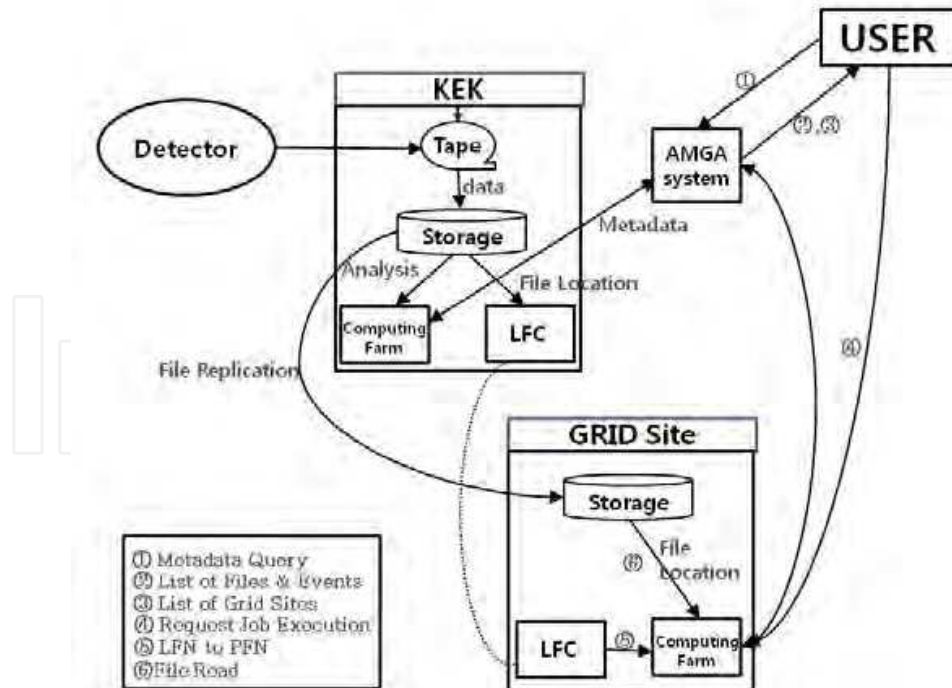 USER
KEK
①
Detector
Tape
②,③
AMGA
system
data
Storage
Metadata
Analysis
File Location
Computing
Farm
LFC
File Replication
④
GRID Site
Storage
⑥
File
Location
① Metadata Query
② List of Files & Events
③ List of Grid Sites
④ Request Job Execution
⑤ LFN to PFN
⑥ File Road
LFC
⑤
Computing
Farm